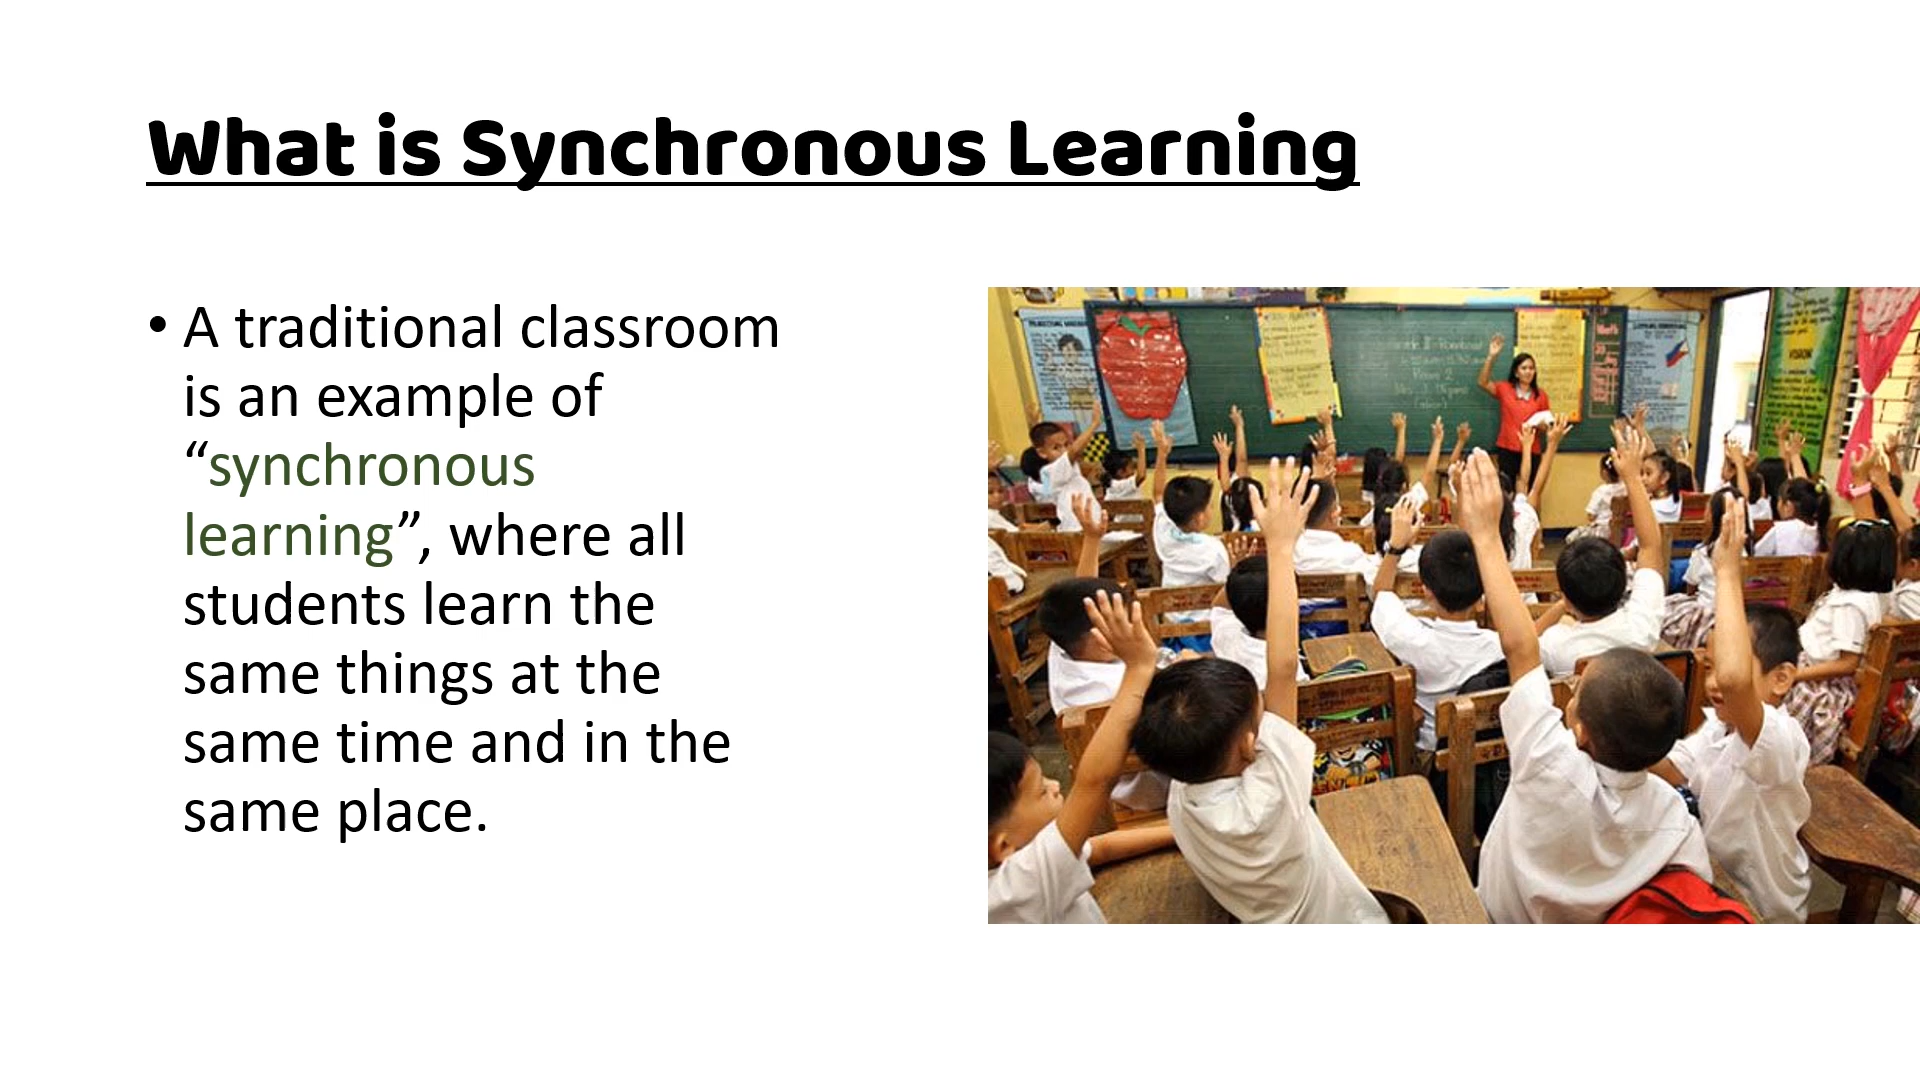 What is Synchronous Learning
• A traditional classroom
is an example of
“synchronous
learning”, where all
students learn the
same things at the
same time and in the
same place.
VISION